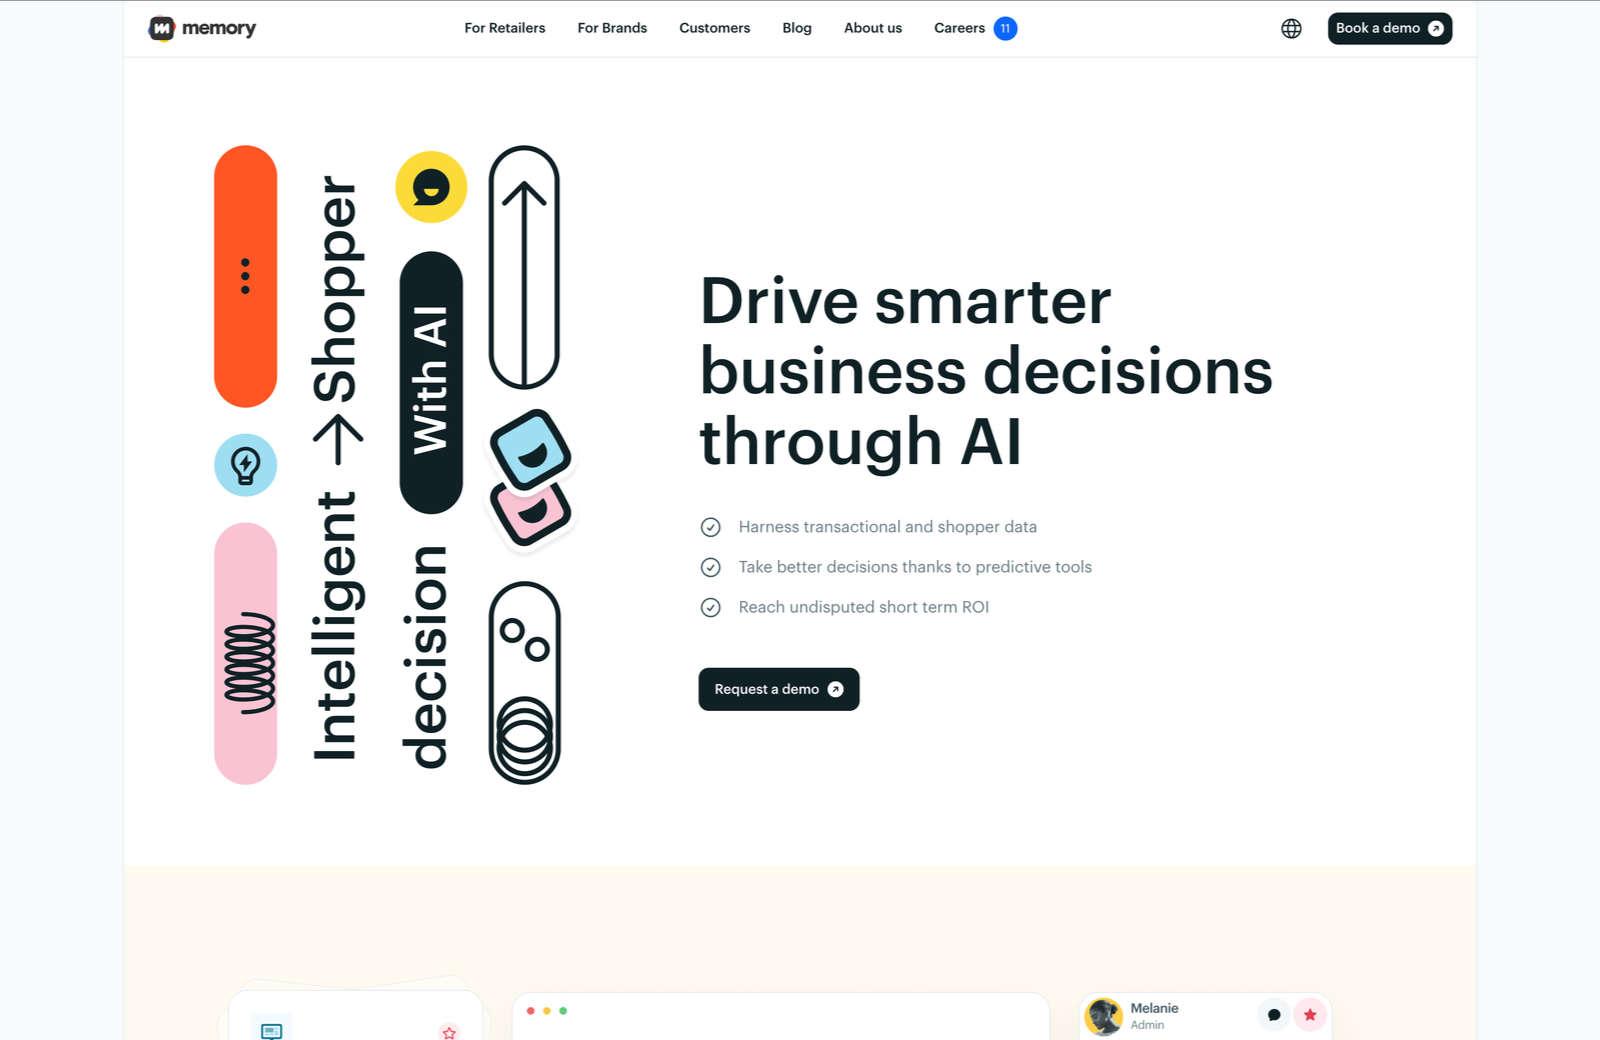 memory
For Retailers
For Brands
Customers
Blog
About us
Careers 11
Book a demo
Intelligent → Shopper
decision With AI
Drive smarter
business decisions
through AI
Harness transactional and shopper data
Take better decisions thanks to predictive tools
Reach undisputed short term ROI
Request a demo
Melanie
Admin